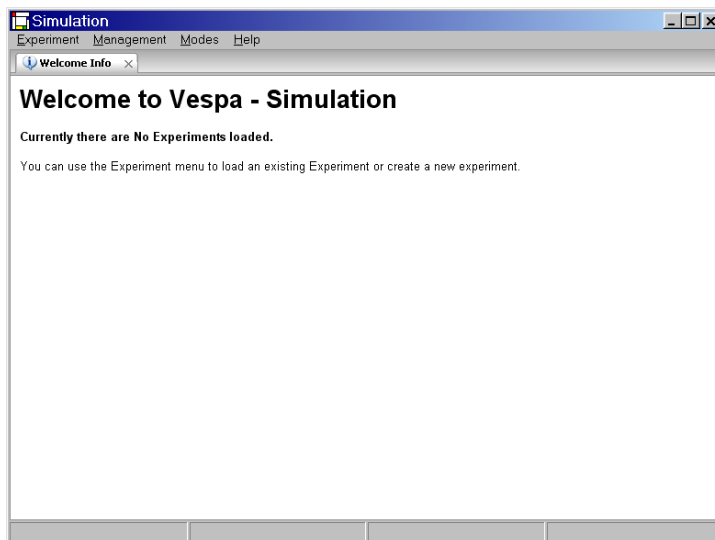 Simulation
Experiment Management Modes Help
Welcome Info
Welcome to Vespa - Simulation
Currently there are No Experiments loaded.
You can use the Experiment menu to load an existing Experiment or create a new experiment.